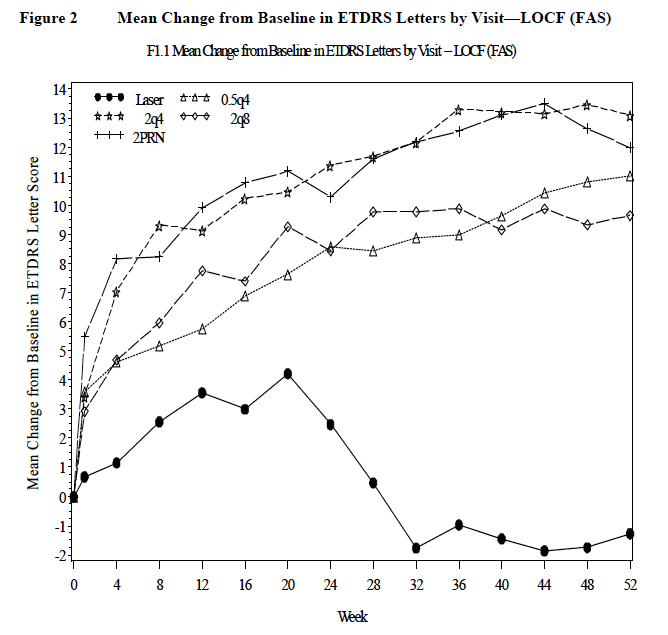 Figure 2 Mean Change from Baseline in ETDRS Letters by Visit—LOCF (FAS)
F1.1 Mean Change from Baseline in ETDRS Letters by Visit – LOCF (FAS)
Laser 0.5q4
2q4 2q8
2PRN
Mean Change from Baseline in ETDRS Letter Score
14
13
12
11
10
9
8
7
6
5
4
3
2
1
0
-1
-2
0 4 8 12 16 20 24 28 32 36 40 44 48 52
Week